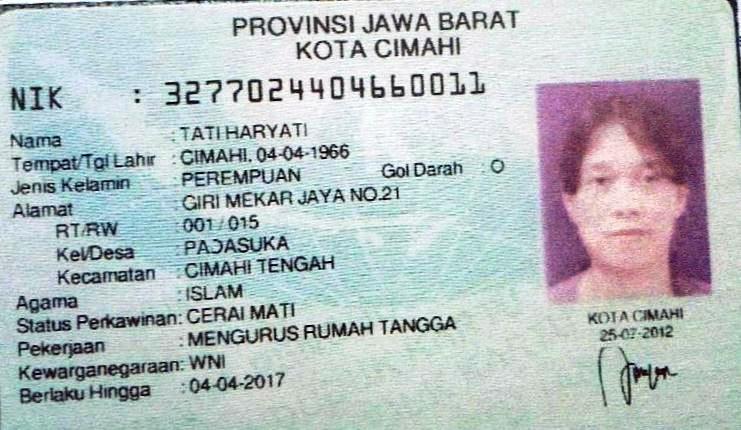 PROVINSI JAWA BARAT
KOTA CIMAHI
NIK : 3277024404660011
Nama : TATI HARYATI
Tempat/Tgl Lahir : CIMAHI, 04-04-1966
Jenis Kelamin : PEREMPUAN Gol Darah : O
Alamat : GIRI MEKAR JAYA NO.21
RT/RW : 001 / 015
Kel/Desa : PADASUKA
Kecamatan : CIMAHI TENGAH
Agama : ISLAM
Status Perkawinan: CERAI MATI
Pekerjaan : MENGURUS RUMAH TANGGA
Kewarganegaraan: WNI
Berlaku Hingga : 04-04-2017
KOTA CIMAHI
25-07-2012